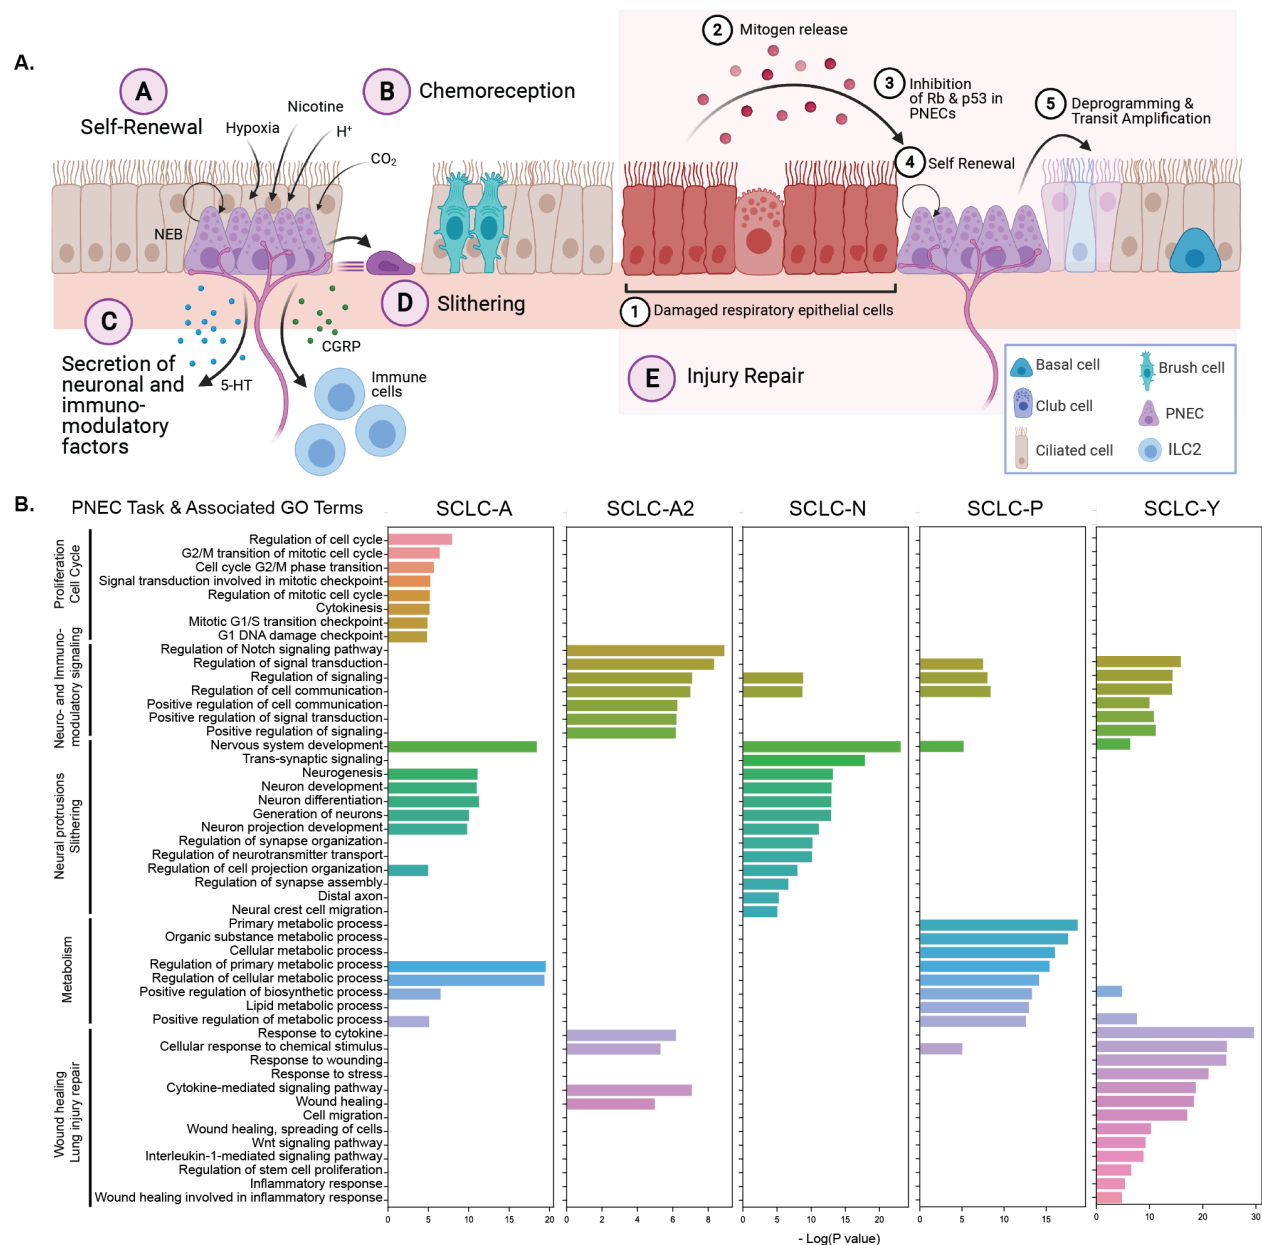 A.
A
Self-Renewal
B
Chemoreception
Nicotine
Hypoxia
H+
CO2
NEB
D
Slithering
C
Secretion of
neuronal and
immuno-
modulatory
factors
5-HT
CGRP
Immune
cells
2
Mitogen release
3
Inhibition
of Rb & p53 in
PNECs
4
Self Renewal
5
Deprogramming &
Transit Amplification
1
Damaged respiratory epithelial cells
E
Injury Repair
Basal cell
Brush cell
Club cell
PNEC
Ciliated cell
ILC2
B.
PNEC Task & Associated GO Terms
SCLC-A
SCLC-A2
SCLC-N
SCLC-P
SCLC-Y
Proliferation
Cell Cycle
Regulation of cell cycle
G2/M transition of mitotic cell cycle
Cell cycle G2/M phase transition
Signal transduction involved in mitotic checkpoint
Regulation of mitotic cell cycle
Cytokinesis
Mitotic G1/S transition checkpoint
G1 DNA damage checkpoint
Neuro- and Immuno-
modulatory signaling
Regulation of Notch signaling pathway
Regulation of signal transduction
Regulation of signaling
Regulation of cell communication
Positive regulation of cell communication
Positive regulation of signal transduction
Positive regulation of signaling
Neural protrusions
Slithering
Nervous system development
Trans-synaptic signaling
Neurogenesis
Neuron development
Neuron differentiation
Generation of neurons
Neuron projection development
Regulation of synapse organization
Regulation of neurotransmitter transport
Regulation of cell projection organization
Regulation of synapse assembly
Distal axon
Neural crest cell migration
Metabolism
Primary metabolic process
Organic substance metabolic process
Cellular metabolic process
Regulation of primary metabolic process
Regulation of cellular metabolic process
Positive regulation of biosynthetic process
Lipid metabolic process
Positive regulation of metabolic process
Wound healing
Lung injury repair
Response to cytokine
Cellular response to chemical stimulus
Response to wounding
Response to stress
Cytokine-mediated signaling pathway
Wound healing
Cell migration
Wound healing, spreading of cells
Wnt signaling pathway
Interleukin-1-mediated signaling pathway
Regulation of stem cell proliferation
Inflammatory response
Wound healing involved in inflammatory response
0 5 10 15 20
0 2 4 6 8
0 5 10 15 20
0 5 10 15
0 10 20 30
- Log(P value)